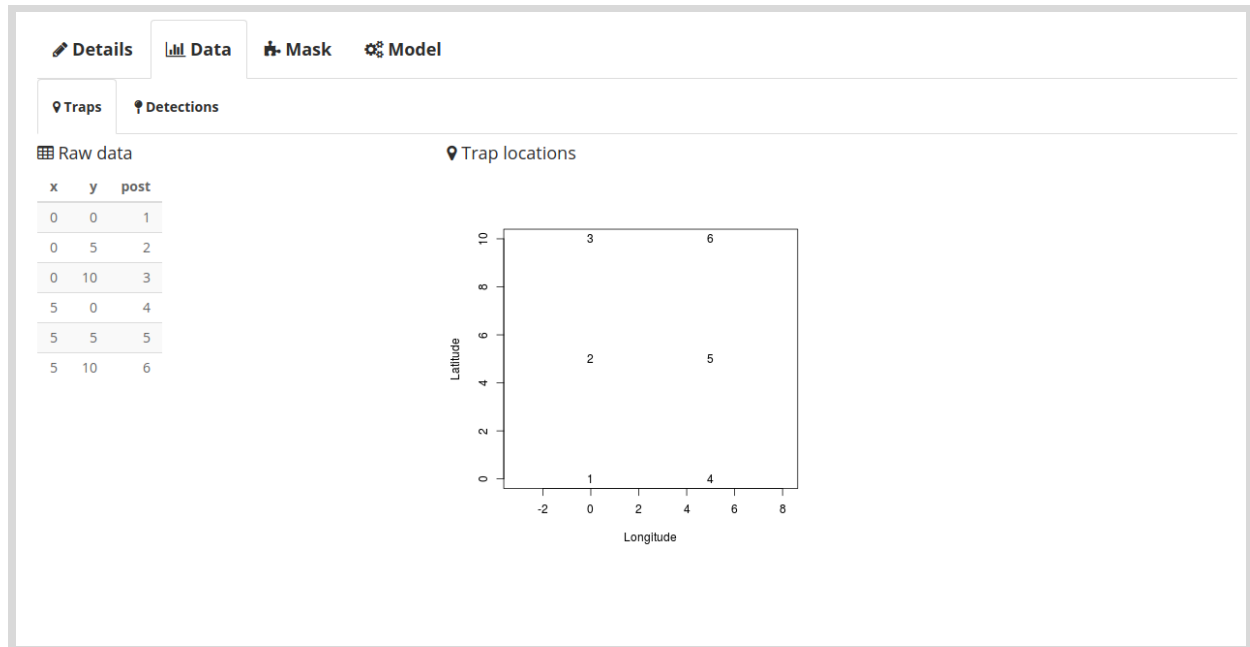 Details Data Mask Model
Traps Detections
Raw data
x y post
0 0 1
0 5 2
0 10 3
5 0 4
5 5 5
5 10 6
Trap locations
10 3 6
8
6
2 5
Latitude
4
2
0 1 4
-2 0 2 4 6 8
Longitude